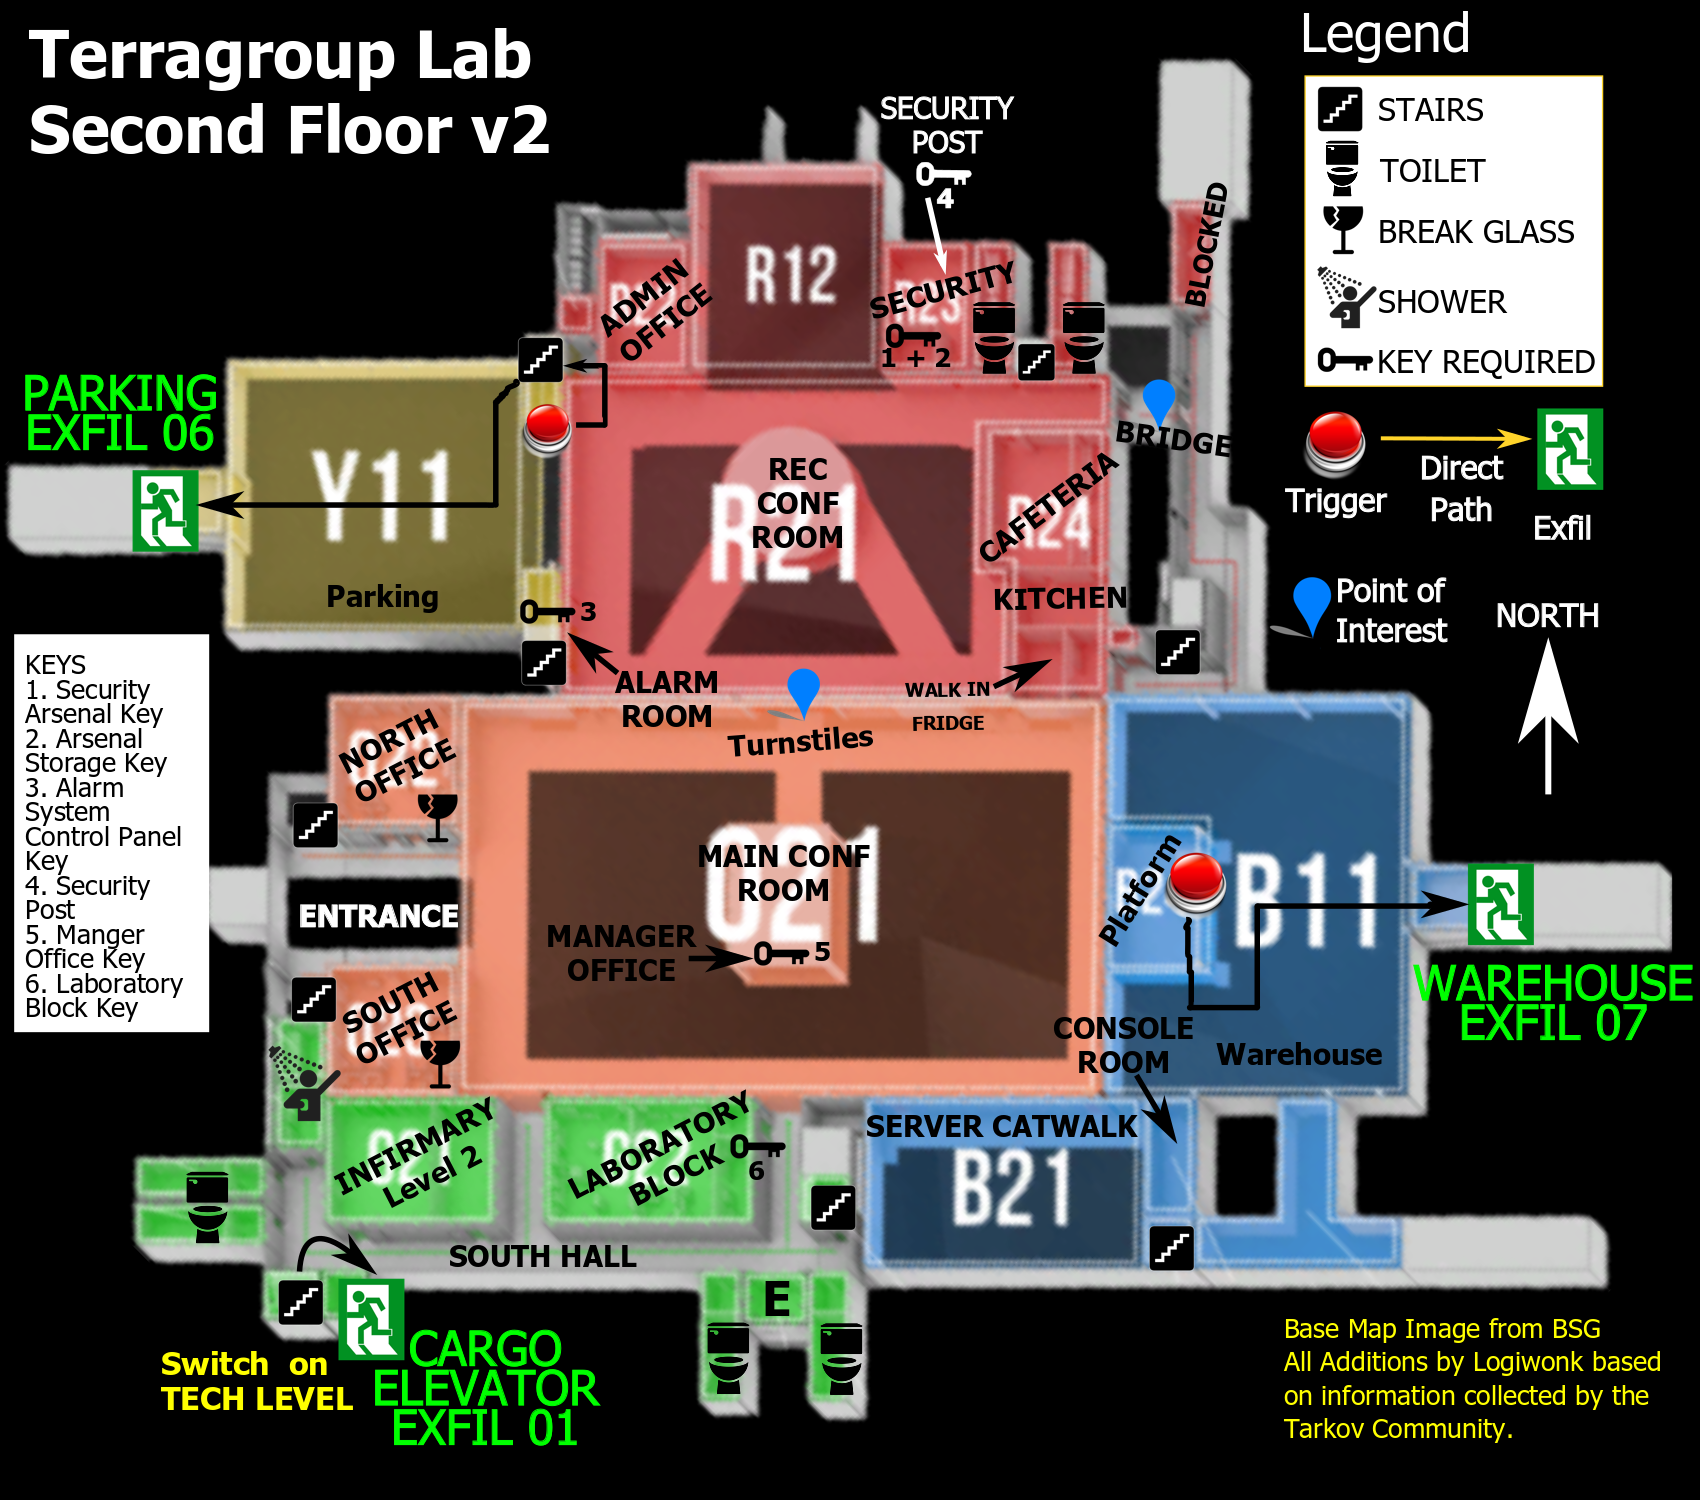 Terragroup Lab
Second Floor v2
Legend
STAIRS
TOILET
BREAK GLASS
SHOWER
KEY REQUIRED
Trigger
Direct
Path
Exfil
Point of
Interest
NORTH
SECURITY
POST
4
BLOCKED
R12
ADMIN
OFFICE
SECURITY
R23
1 + 2
PARKING
EXFIL 06
Y11
Parking
3
REC
CONF
ROOM
R21
CAFETERIA
R24
KITCHEN
BRIDGE
ALARM
ROOM
WALK IN
FRIDGE
Turnstiles
KEYS
1. Security
Arsenal Key
2. Arsenal
Storage Key
3. Alarm
System
Control Panel
Key
4. Security
Post
5. Manger
Office Key
6. Laboratory
Block Key
NORTH
OFFICE
ENTRANCE
MAIN CONF
ROOM
O21
MANAGER
OFFICE
5
Platform
B11
WAREHOUSE
EXFIL 07
SOUTH
OFFICE
CONSOLE
ROOM
Warehouse
INFIRMARY
Level 2
LABORATORY
BLOCK
6
SERVER CATWALK
B21
SOUTH HALL
E
Switch on
TECH LEVEL
CARGO
ELEVATOR
EXFIL 01
Base Map Image from BSG
All Additions by Logiwonk based
on information collected by the
Tarkov Community.